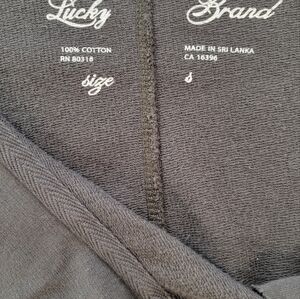 Lucky Brand
100% COTTON
RN 80318
MADE IN SRI LANKA
CA 16396
size s